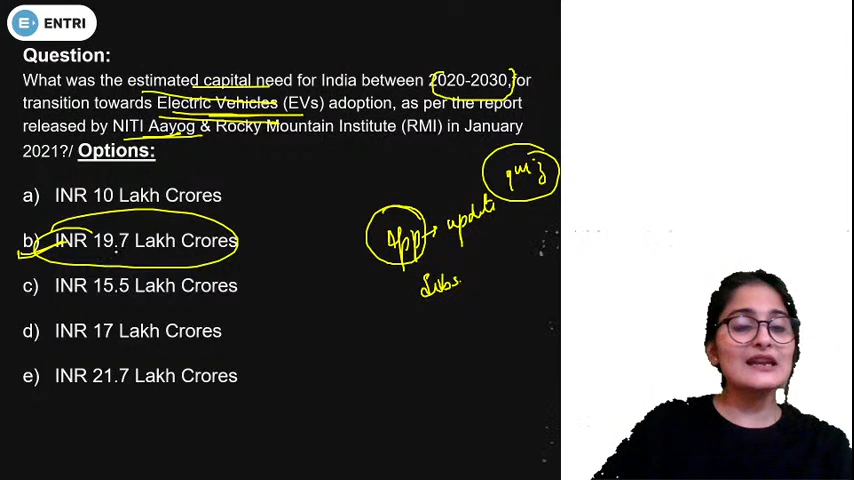 ENTRI
Question:
What was the estimated capital need for India between 2020-2030, for
transition towards Electric Vehicles (EVs) adoption, as per the report
released by NITI Aayog & Rocky Mountain Institute (RMI) in January
2021?/ Options:
a) INR 10 Lakh Crores
b) INR 19.7 Lakh Crores
c) INR 15.5 Lakh Crores
d) INR 17 Lakh Crores
e) INR 21.7 Lakh Crores
quiz
App → update
Subs.